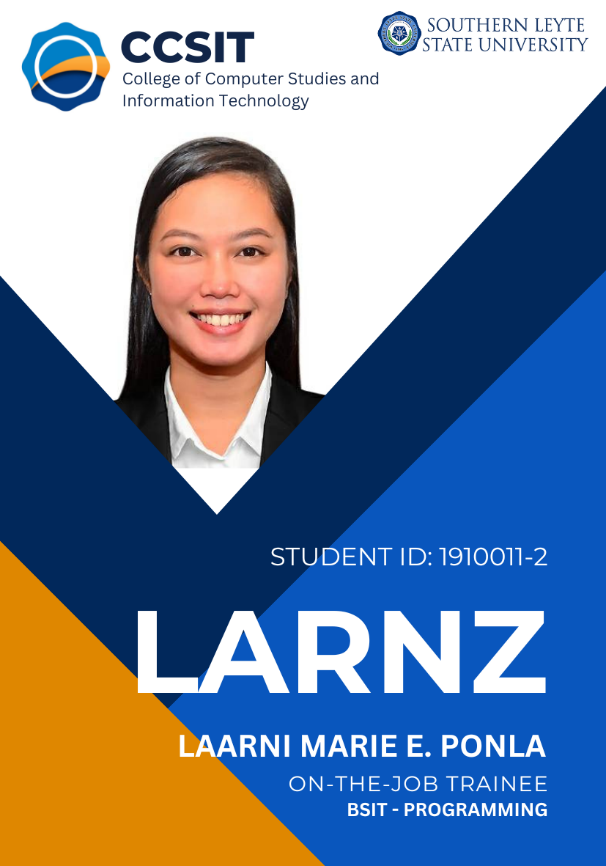 CCSIT
College of Computer Studies and
Information Technology
SOUTHERN LEYTE
STATE UNIVERSITY
STUDENT ID: 1910011-2
LARNZ
LAARNI MARIE E. PONLA
ON-THE-JOB TRAINEE
BSIT - PROGRAMMING